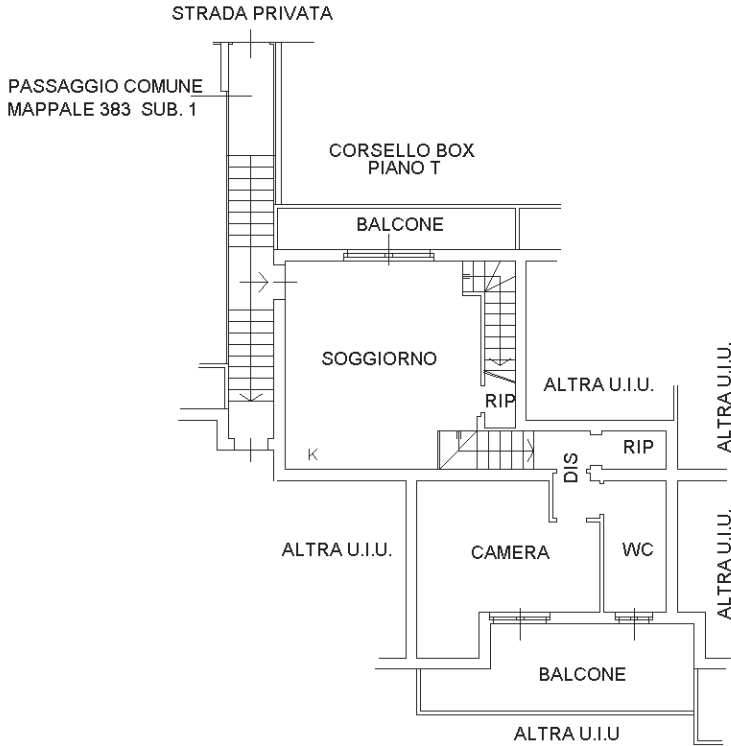 STRADA PRIVATA
PASSAGGIO COMUNE
MAPPALE 383 SUB. 1
CORSELLO BOX
PIANO T
BALCONE
SOGGIORNO
ALTRA U.I.U.
ALTRA U.I.U.
RIP
K
DIS
RIP
ALTRA U.I.U.
CAMERA
WC
ALTRA U.I.U.
BALCONE
ALTRA U.I.U